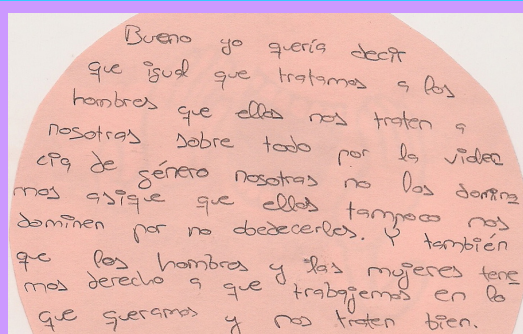 Bueno yo quería decir
que igual que tratamos a los
hombres que ellos nos traten a
nosotras sobre todo por la violen
cia de género nosotras no los domina
mos asique que ellos tampoco nos
dominen por no obedecerles. Y también
que los hombres y las mujeres tene
mos derecho a que trabajemos en lo
que queramos y nos traten bien.